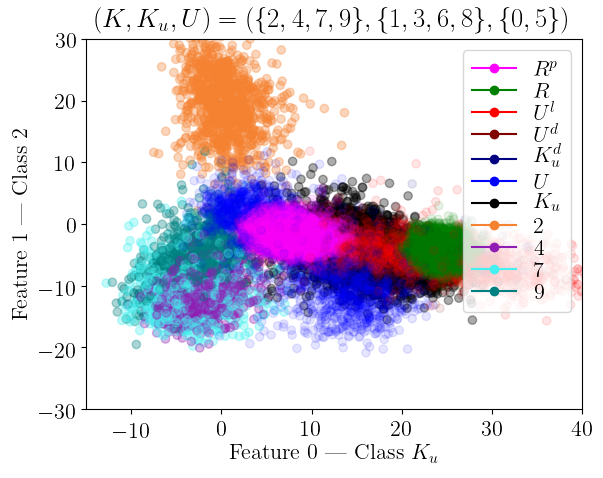 (K, K_u, U) = ({2, 4, 7, 9}, {1, 3, 6, 8}, {0, 5})
30
20
10
0
−10
−20
−30
Feature 1 — Class 2
R^p
R
U^l
U^d
K_u^d
U
K_u
2
4
7
9
−10
0
10
20
30
40
Feature 0 — Class K_u